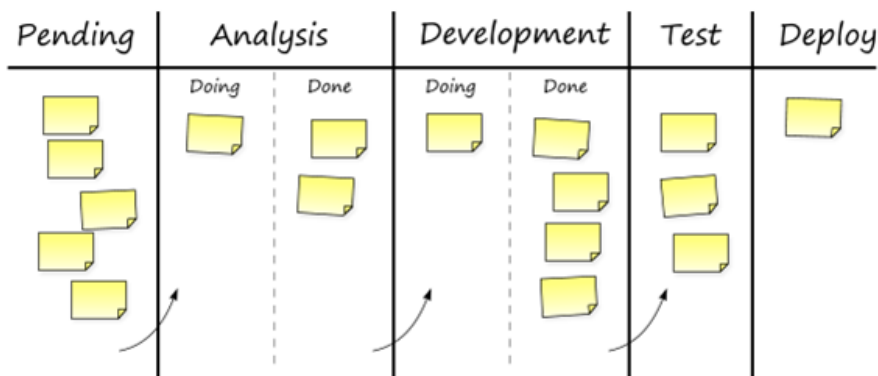 Pending Analysis Development Test Deploy
Doing Done Doing Done